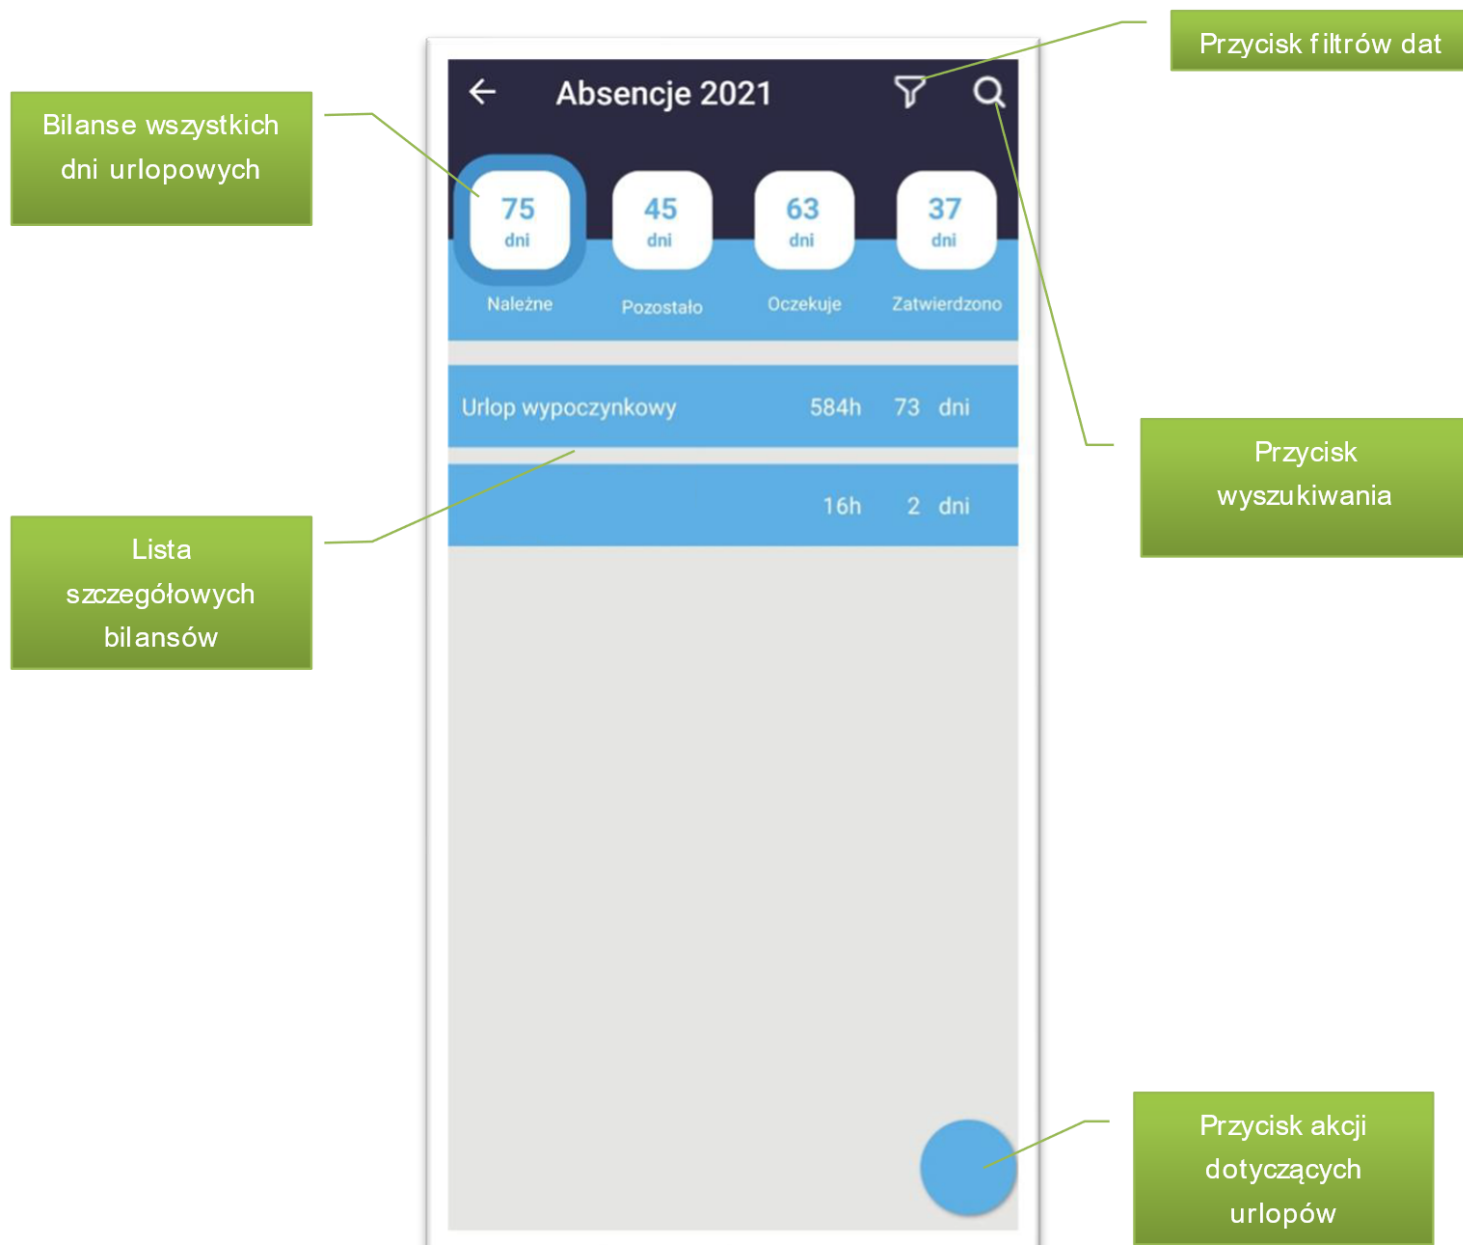 Przycisk filtrów dat
Absencje 2021
Bilanse wszystkich
dni urlopowych
75
dni
45
dni
63
dni
37
dni
Należne
Pozostało
Oczekuje
Zatwierdzono
Urlop wypoczynkowy 584h 73 dni
16h 2 dni
Przycisk
wyszukiwania
Lista
szczegółowych
bilansów
Przycisk akcji
dotyczących
urlopów